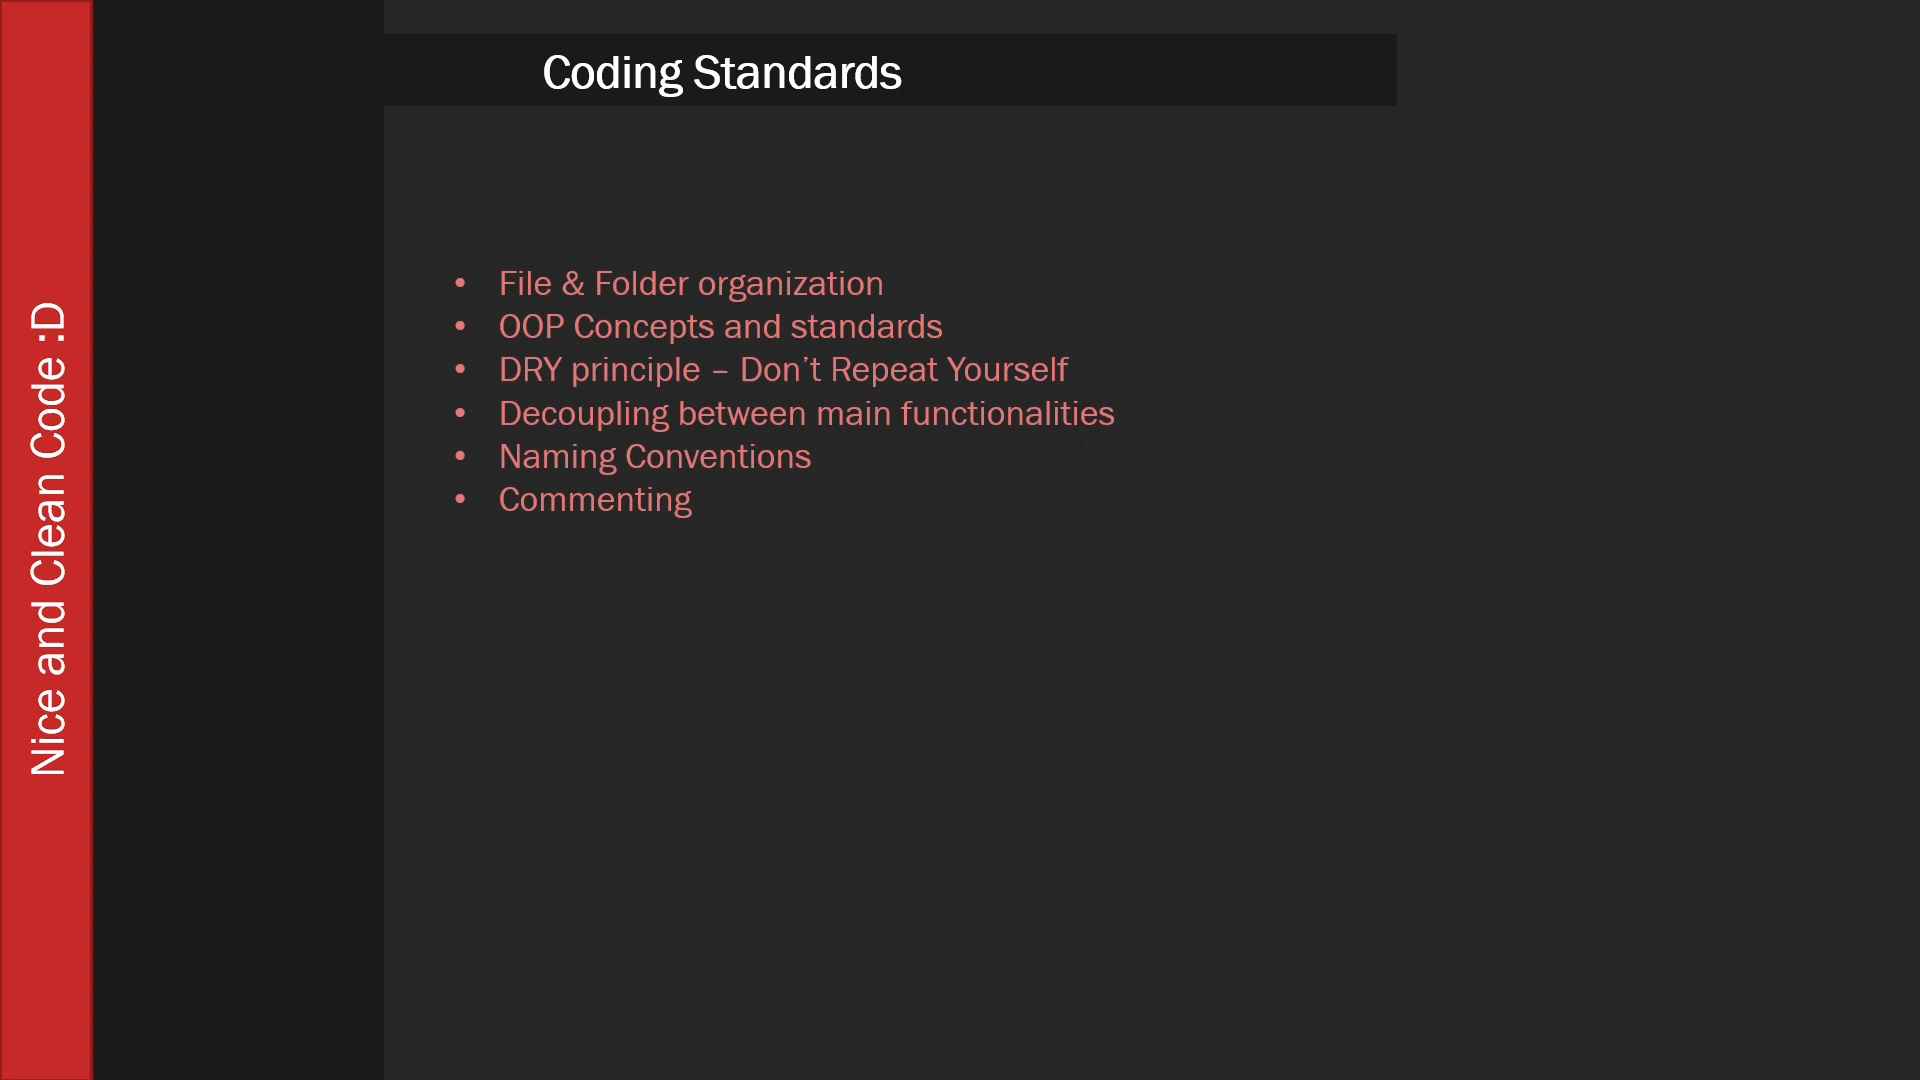 Coding Standards
• File & Folder organization
• OOP Concepts and standards
• DRY principle – Don’t Repeat Yourself
• Decoupling between main functionalities
• Naming Conventions
• Commenting
Nice and Clean Code :D